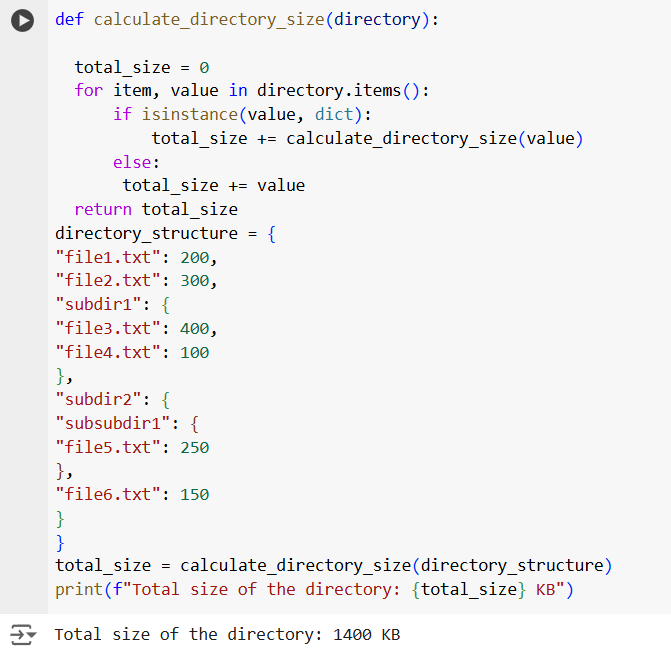 def calculate_directory_size(directory):
  total_size = 0
  for item, value in directory.items():
      if isinstance(value, dict):
          total_size += calculate_directory_size(value)
      else:
       total_size += value
  return total_size
directory_structure = {
"file1.txt": 200,
"file2.txt": 300,
"subdir1": {
"file3.txt": 400,
"file4.txt": 100
},
"subdir2": {
"subsubdir1": {
"file5.txt": 250
},
"file6.txt": 150
}
}
total_size = calculate_directory_size(directory_structure)
print(f"Total size of the directory: {total_size} KB")
Total size of the directory: 1400 KB